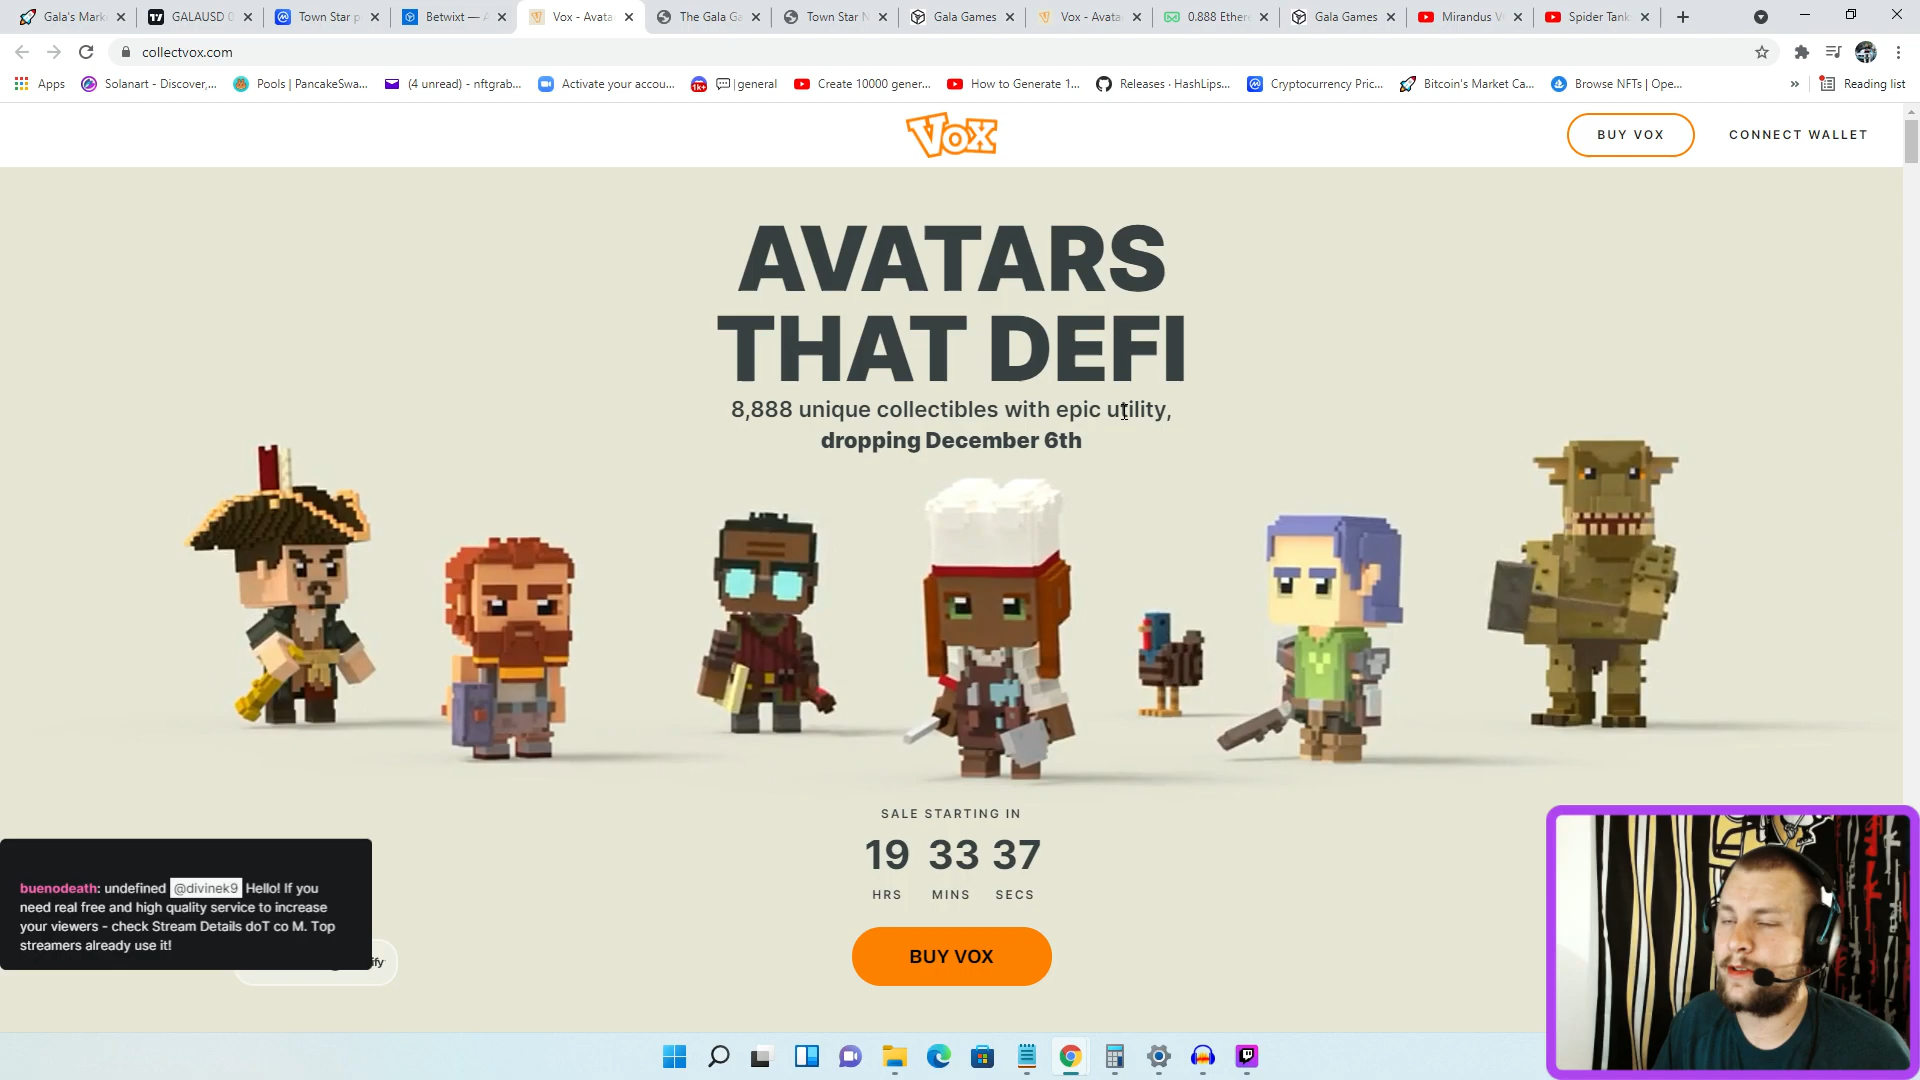 Gala's Mark
GALAUSD
Town Star p
Betwixt —
Vox - Avata
The Gala Ga
Town Star N
Gala Games
Vox - Avata
0.888 Ether
Gala Games
Mirandus V
Spider Tank
collectvox.com
Apps
Solanart - Discover,...
Pools | PancakeSwa...
(4 unread) - nftgrab...
Activate your accou...
1k+
|general
Create 10000 gener...
How to Generate 1...
Releases · HashLips...
Cryptocurrency Pric...
Bitcoin's Market Ca...
Browse NFTs | Ope...
»
Reading list
VOX
BUY VOX
CONNECT WALLET
AVATARS
THAT DEFI
8,888 unique collectibles with epic utility,
dropping December 6th
SALE STARTING IN
19 33 37
HRS MINS SECS
BUY VOX
buenodeath: undefined @divinek9 Hello! If you
need real free and high quality service to increase
your viewers - check Stream Details doT co M. Top
streamers already use it!
ify